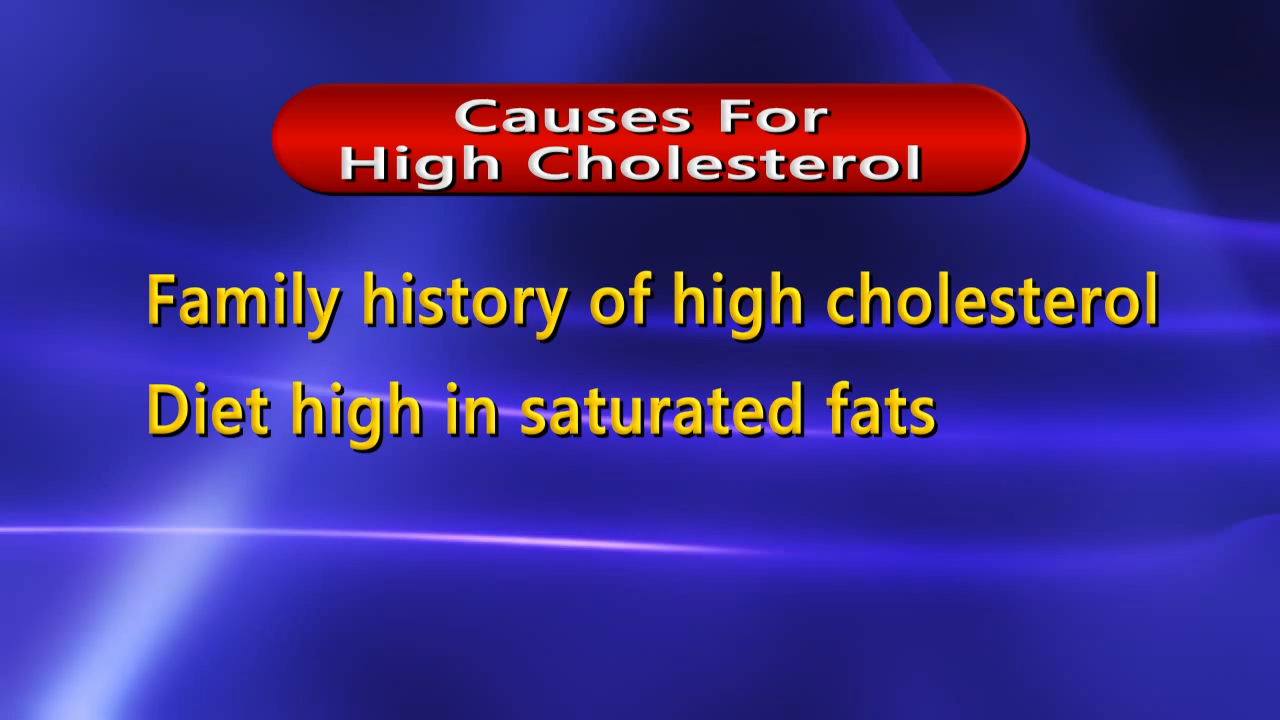 Causes For
High Cholesterol
Family history of high cholesterol
Diet high in saturated fats